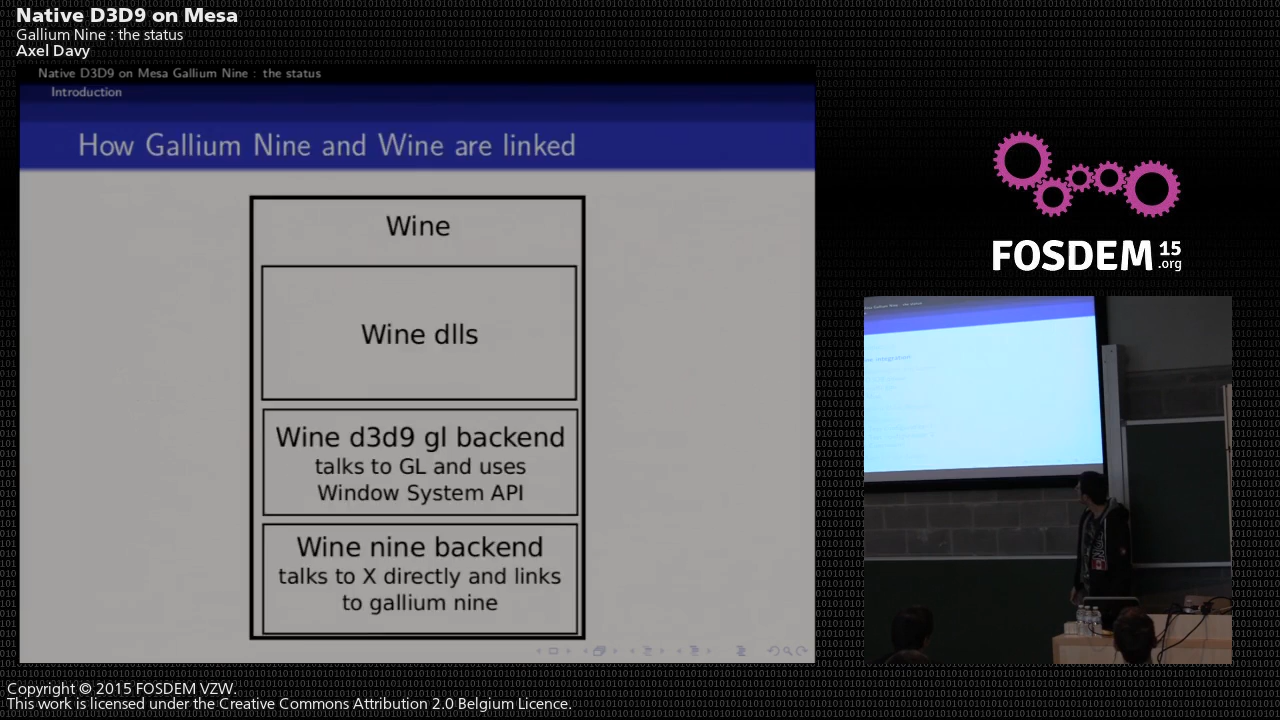 Native D3D9 on Mesa
Gallium Nine : the status
Axel Davy
Native D3D9 on Mesa Gallium Nine : the status
Introduction
How Gallium Nine and Wine are linked
Wine
Wine dlls
Wine d3d9 gl backend
talks to GL and uses
Window System API
Wine nine backend
talks to X directly and links
to gallium nine
FOSDEM 15
.org
Copyright © 2015 FOSDEM VZW.
This work is licensed under the Creative Commons Attribution 2.0 Belgium Licence.